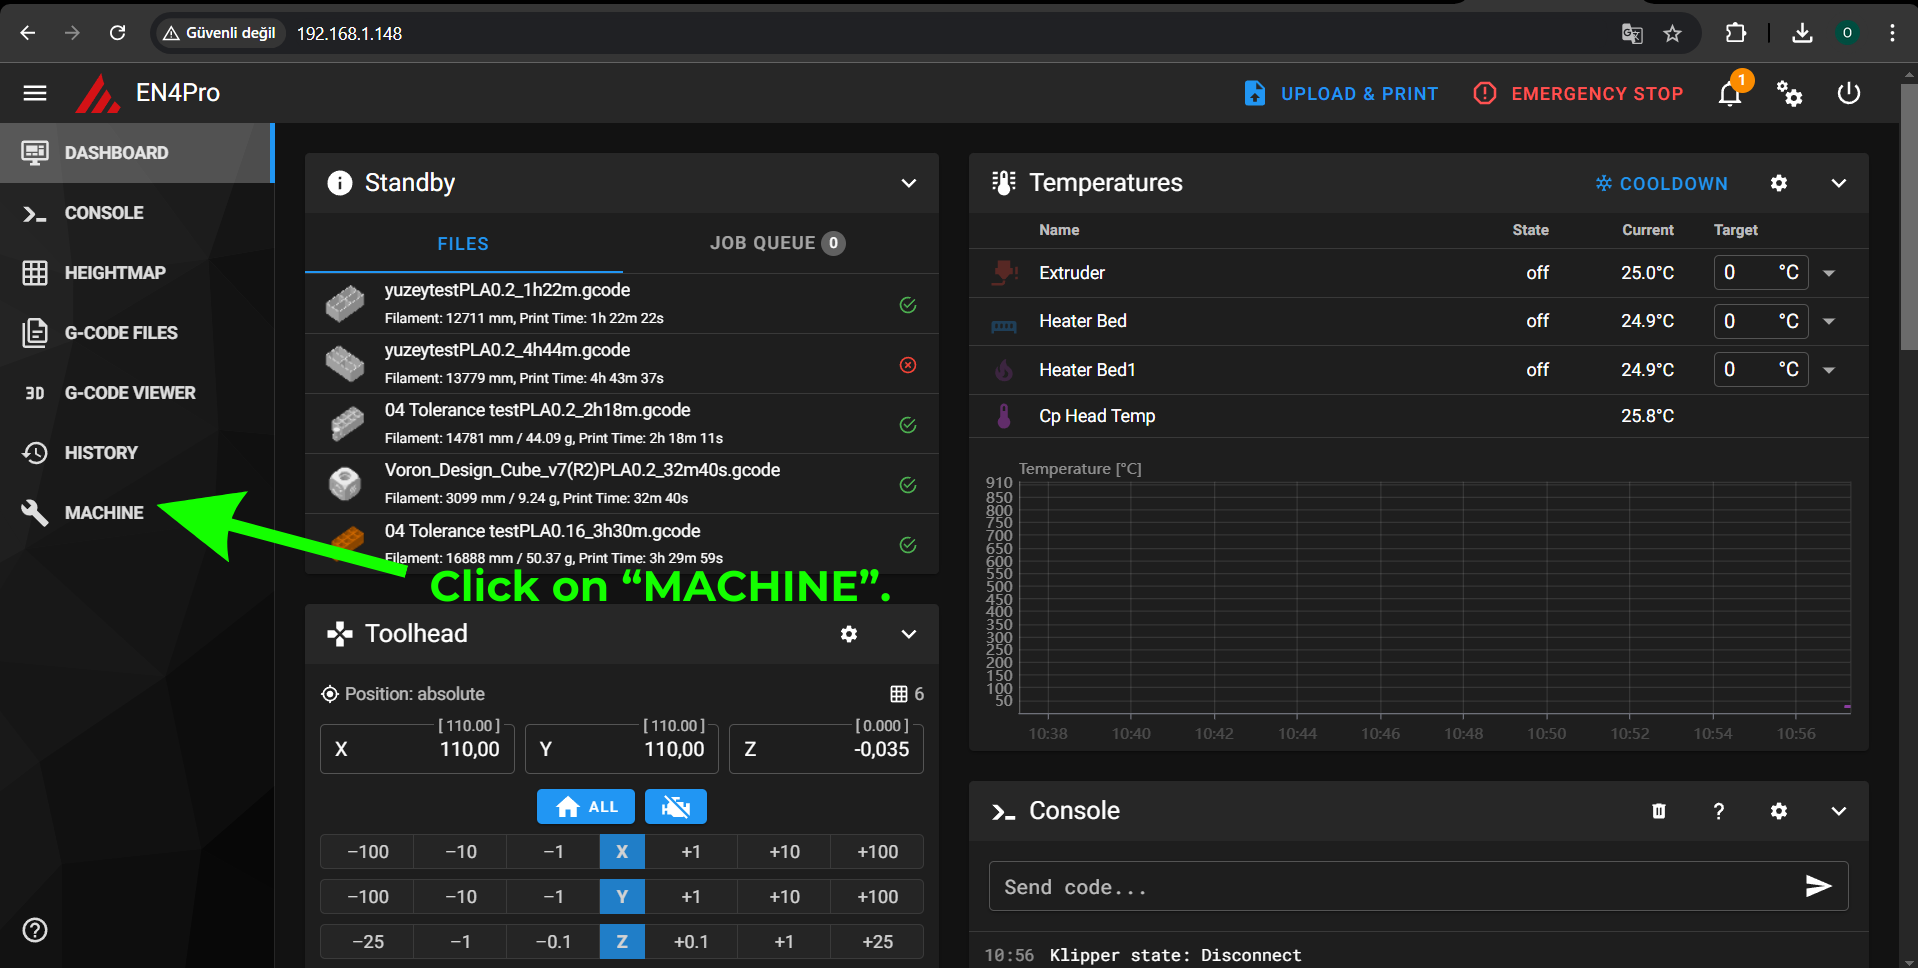 Güvenli değil
192.168.1.148
O
EN4Pro
UPLOAD & PRINT
EMERGENCY STOP
1
DASHBOARD
CONSOLE
HEIGHTMAP
G-CODE FILES
3D G-CODE VIEWER
HISTORY
MACHINE
Standby
FILES
JOB QUEUE 0
yuzeytestPLA0.2_1h22m.gcode
Filament: 12711 mm, Print Time: 1h 22m 22s
yuzeytestPLA0.2_4h44m.gcode
Filament: 13779 mm, Print Time: 4h 43m 37s
04 Tolerance testPLA0.2_2h18m.gcode
Filament: 14781 mm / 44.09 g, Print Time: 2h 18m 11s
Voron_Design_Cube_v7(R2)PLA0.2_32m40s.gcode
Filament: 3099 mm / 9.24 g, Print Time: 32m 40s
04 Tolerance testPLA0.16_3h30m.gcode
Filament: 16888 mm / 50.37 g, Print Time: 3h 29m 59s
Click on “MACHINE”.
Toolhead
Position: absolute
6
[ 110.00 ]
X 110,00
[ 110.00 ]
Y 110,00
[ 0.000 ]
Z -0,035
ALL
−100 −10 −1 X +1 +10 +100
−100 −10 −1 Y +1 +10 +100
−25 −1 −0.1 Z +0.1 +1 +25
Temperatures
COOLDOWN
Name State Current Target
Extruder off 25.0°C 0 °C
Heater Bed off 24.9°C 0 °C
Heater Bed1 off 24.9°C 0 °C
Cp Head Temp 25.8°C
Temperature [°C]
910
850
800
750
700
650
600
550
500
450
400
350
300
250
200
150
100
50
10:38 10:40 10:42 10:44 10:46 10:48 10:50 10:52 10:54 10:56
Console
Send code...
10:56 Klipper state: Disconnect